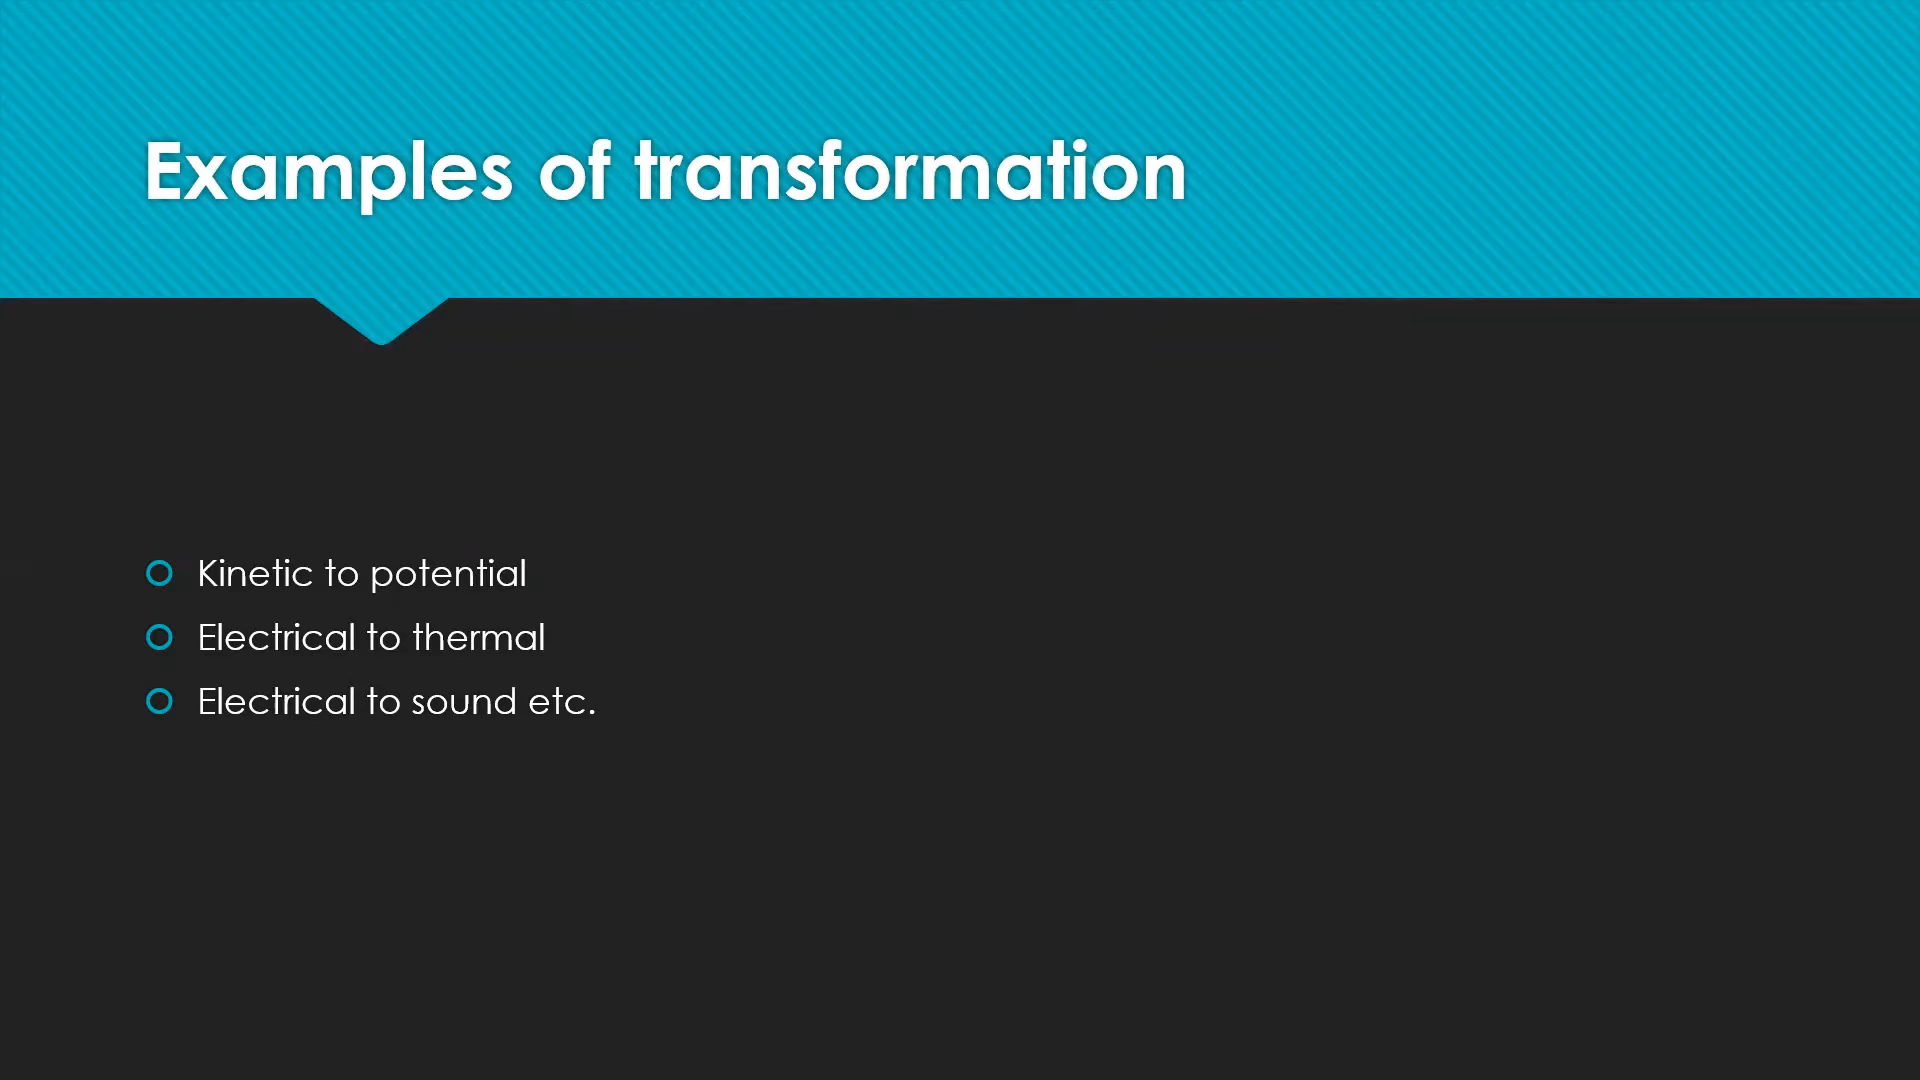 Examples of transformation
Kinetic to potential
Electrical to thermal
Electrical to sound etc.